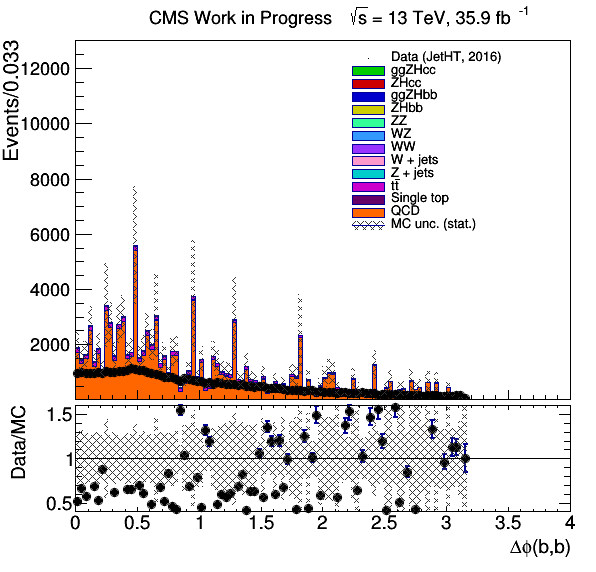 CMS Work in Progress √s = 13 TeV, 35.9 fb⁻¹
Events/0.033
12000
10000
8000
6000
4000
2000
Data (JetHT, 2016)
ggZHcc
ZHcc
ggZHbb
ZHbb
ZZ
WZ
WW
W + jets
Z + jets
tt̄
Single top
QCD
MC unc. (stat.)
Data/MC
1.5
1
0.5
0 0.5 1 1.5 2 2.5 3 3.5 4
Δϕ(b,b)